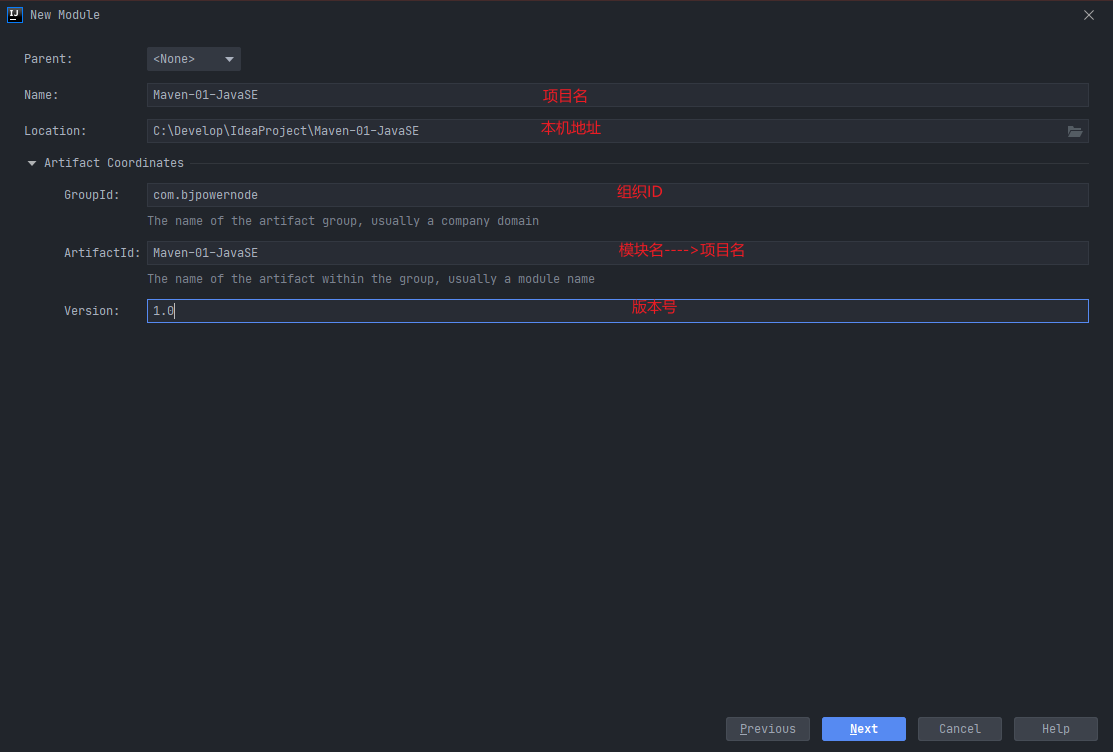 IJ New Module
Parent: <None>
Name: Maven-01-JavaSE 项目名
Location: C:\Develop\IdeaProject\Maven-01-JavaSE 本机地址
Artifact Coordinates
GroupId: com.bjpowernode 组织ID
The name of the artifact group, usually a company domain
ArtifactId: Maven-01-JavaSE 模块名---->项目名
The name of the artifact within the group, usually a module name
Version: 1.0 版本号
Previous Next Cancel Help